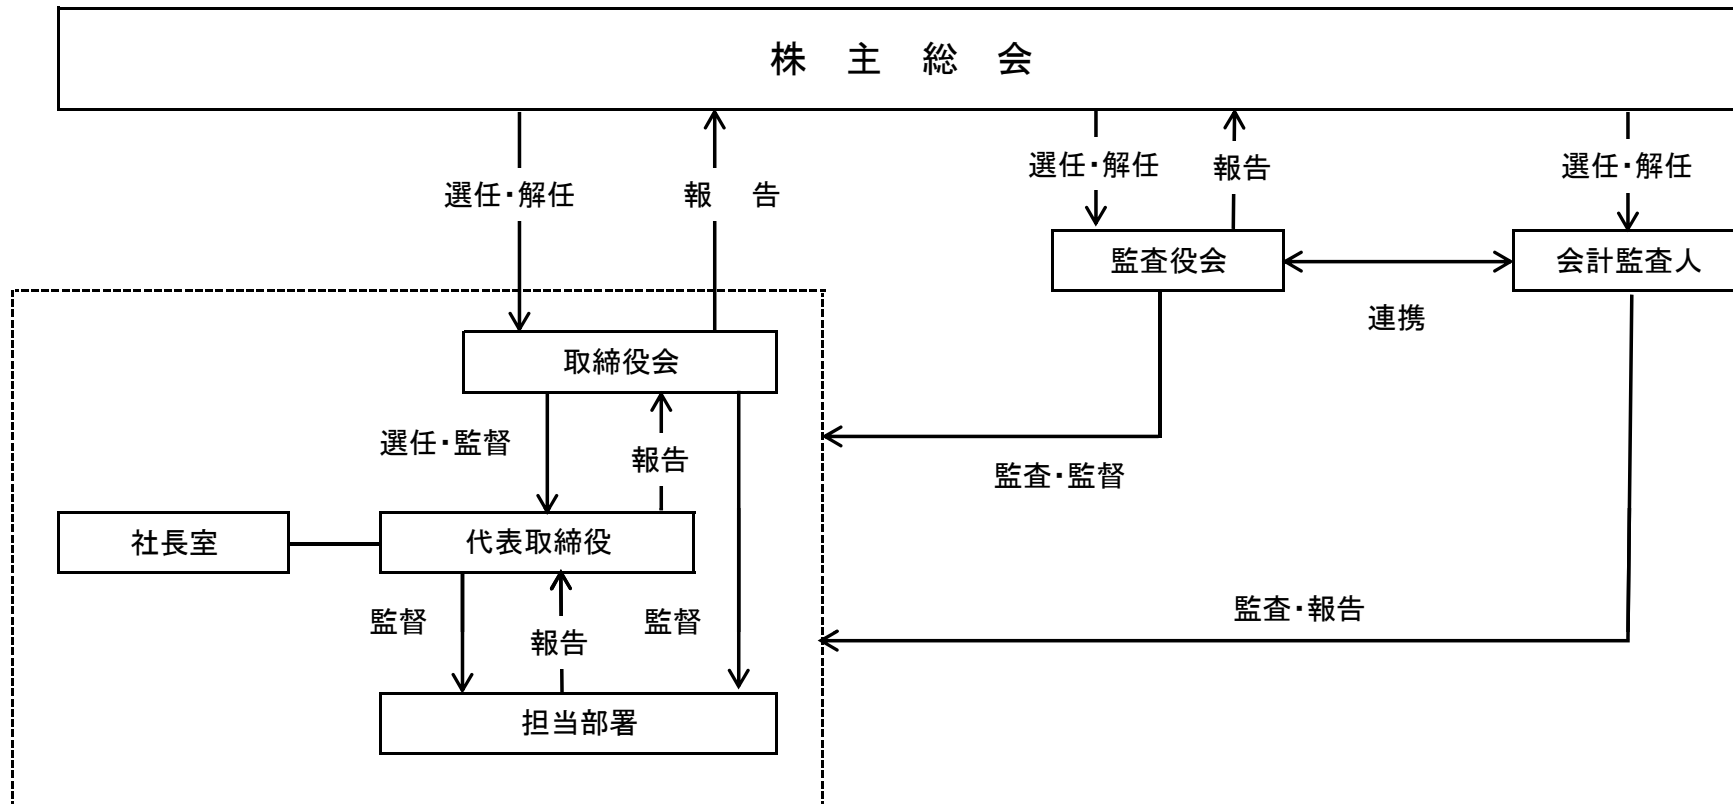 株　主　総　会
選任・解任
報告
選任・解任
選任・解任
報　告
監査役会
会計監査人
連携
取締役会
選任・監督
報告
監査・監督
社長室
代表取締役
監督
報告
監督
監査・報告
担当部署